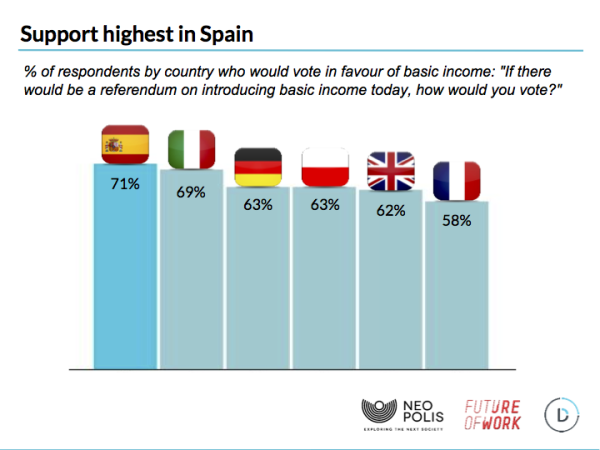 Support highest in Spain
% of respondents by country who would vote in favour of basic income: "If there
would be a referendum on introducing basic income today, how would you vote?"
71%
69%
63%
63%
62%
58%
NEO
POLIS
EXPLORING THE NEXT SOCIETY
FUTURE
OF WORK
D